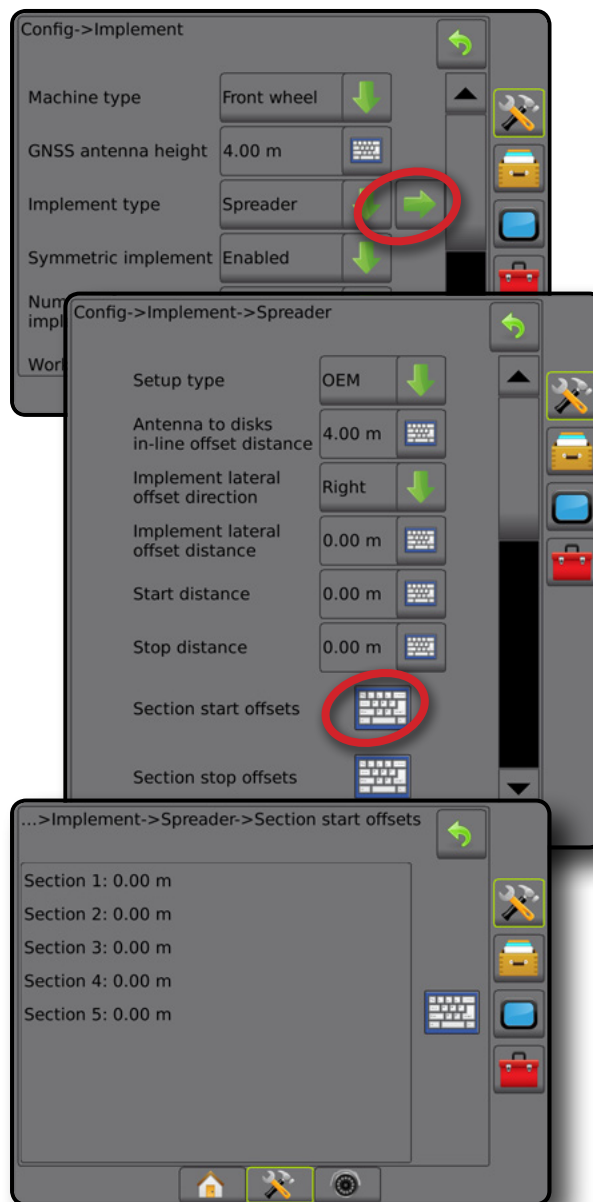 Config->Implement
Machine type Front wheel
GNSS antenna height 4.00 m
Implement type Spreader
Symmetric implement Enabled
Num
impl
Wor
Config->Implement->Spreader
Setup type OEM
Antenna to disks
in-line offset distance 4.00 m
Implement lateral
offset direction Right
Implement lateral
offset distance 0.00 m
Start distance 0.00 m
Stop distance 0.00 m
Section start offsets
Section stop offsets
...>Implement->Spreader->Section start offsets
Section 1: 0.00 m
Section 2: 0.00 m
Section 3: 0.00 m
Section 4: 0.00 m
Section 5: 0.00 m